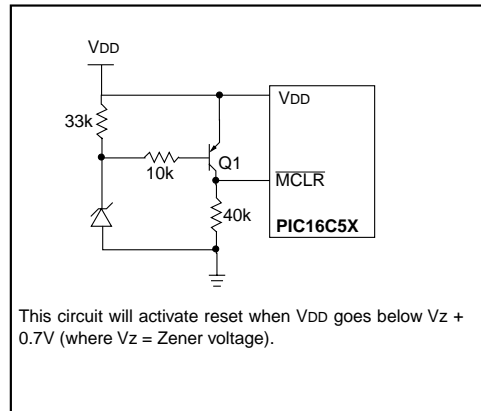 VDD
33k
10k
Q1
40k
VDD
MCLR
PIC16C5X
This circuit will activate reset when VDD goes below Vz +
0.7V (where Vz = Zener voltage).